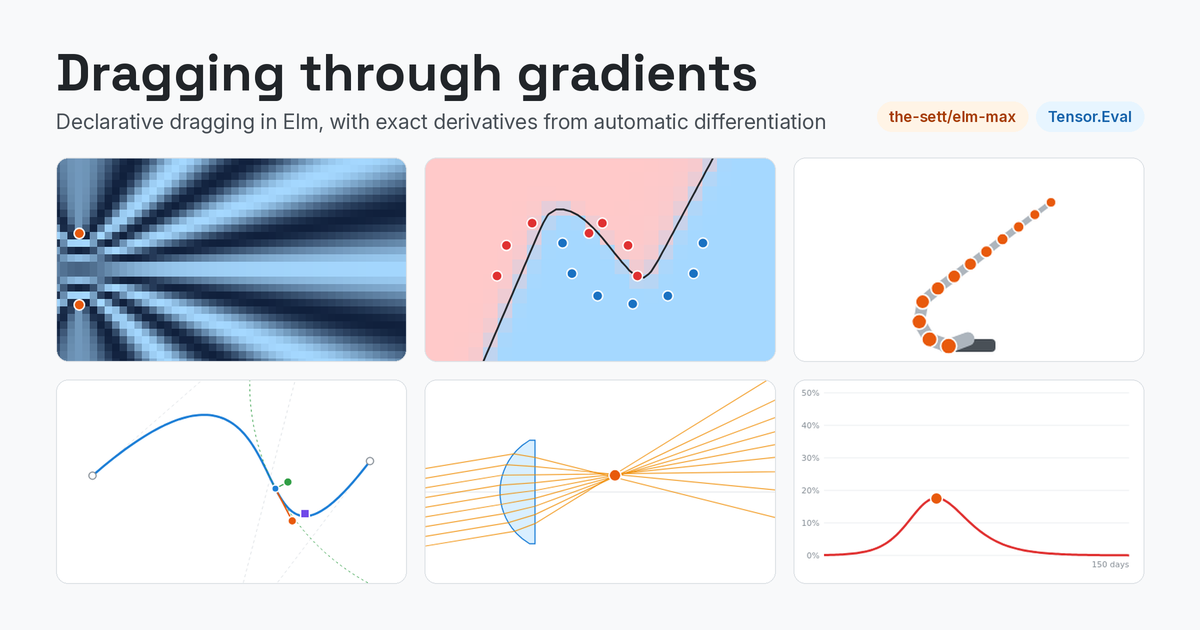 Dragging through gradients
Declarative dragging in Elm, with exact derivatives from automatic differentiation
the-sett/elm-max
Tensor.Eval
50%
40%
30%
20%
10%
0%
150 days